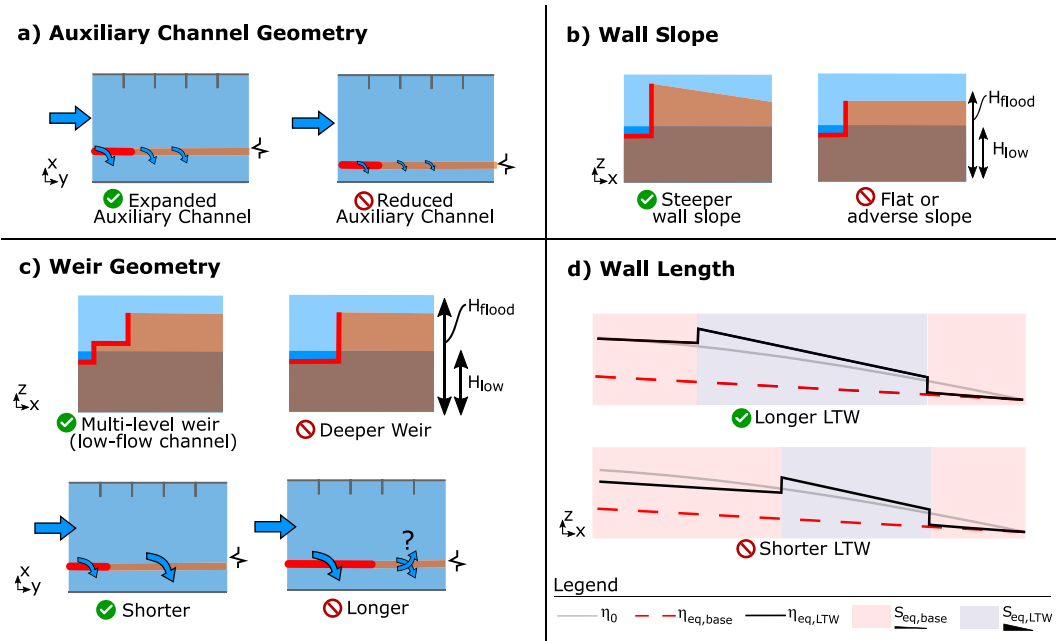 a) Auxiliary Channel Geometry
x
y
Expanded
Auxiliary Channel
Reduced
Auxiliary Channel
b) Wall Slope
Hflood
Hlow
z
x
Steeper
wall slope
Flat or
adverse slope
c) Weir Geometry
Hflood
Hlow
z
x
Multi-level weir
(low-flow channel)
Deeper Weir
?
x
y
Shorter
Longer
d) Wall Length
Longer LTW
z
x
Shorter LTW
Legend
η0
ηeq,base
ηeq,LTW
Seq,base
Seq,LTW